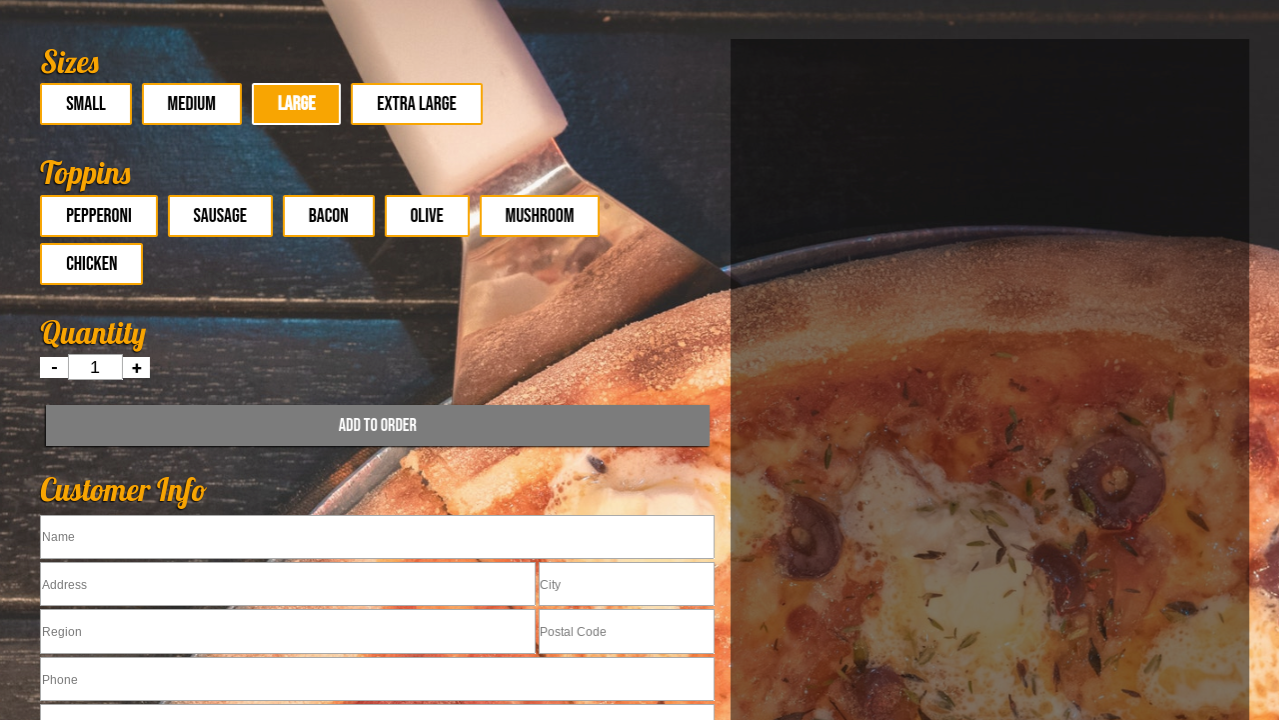 Sizes
SMALL MEDIUM LARGE EXTRA LARGE
Toppins
PEPPERONI SAUSAGE BACON OLIVE MUSHROOM
CHICKEN
Quantity
- 1 +
ADD TO ORDER
Customer Info
Name
Address City
Region Postal Code
Phone